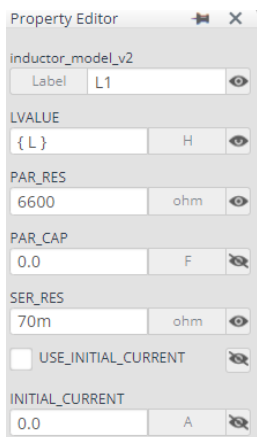 Property Editor
inductor_model_v2
Label L1
LVALUE
{ L } H
PAR_RES
6600 ohm
PAR_CAP
0.0 F
SER_RES
70m ohm
USE_INITIAL_CURRENT
INITIAL_CURRENT
0.0 A